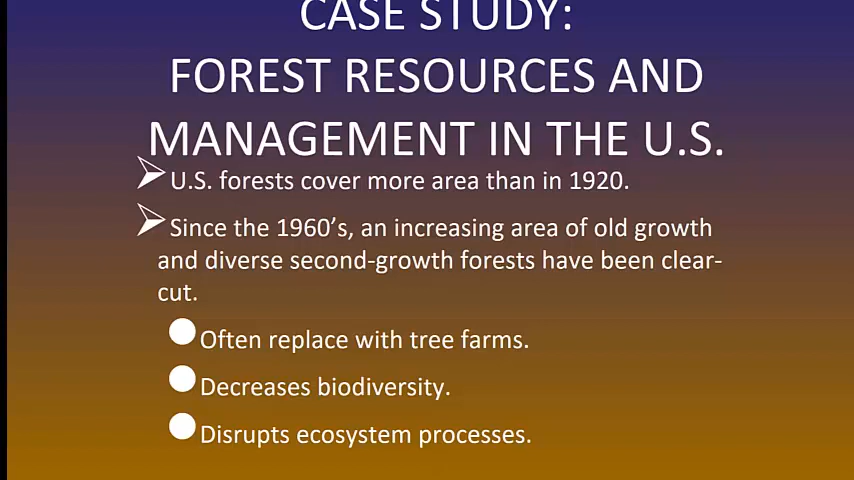 CASE STUDY:
FOREST RESOURCES AND
MANAGEMENT IN THE U.S.
U.S. forests cover more area than in 1920.
Since the 1960’s, an increasing area of old growth
and diverse second-growth forests have been clear-
cut.
Often replace with tree farms.
Decreases biodiversity.
Disrupts ecosystem processes.